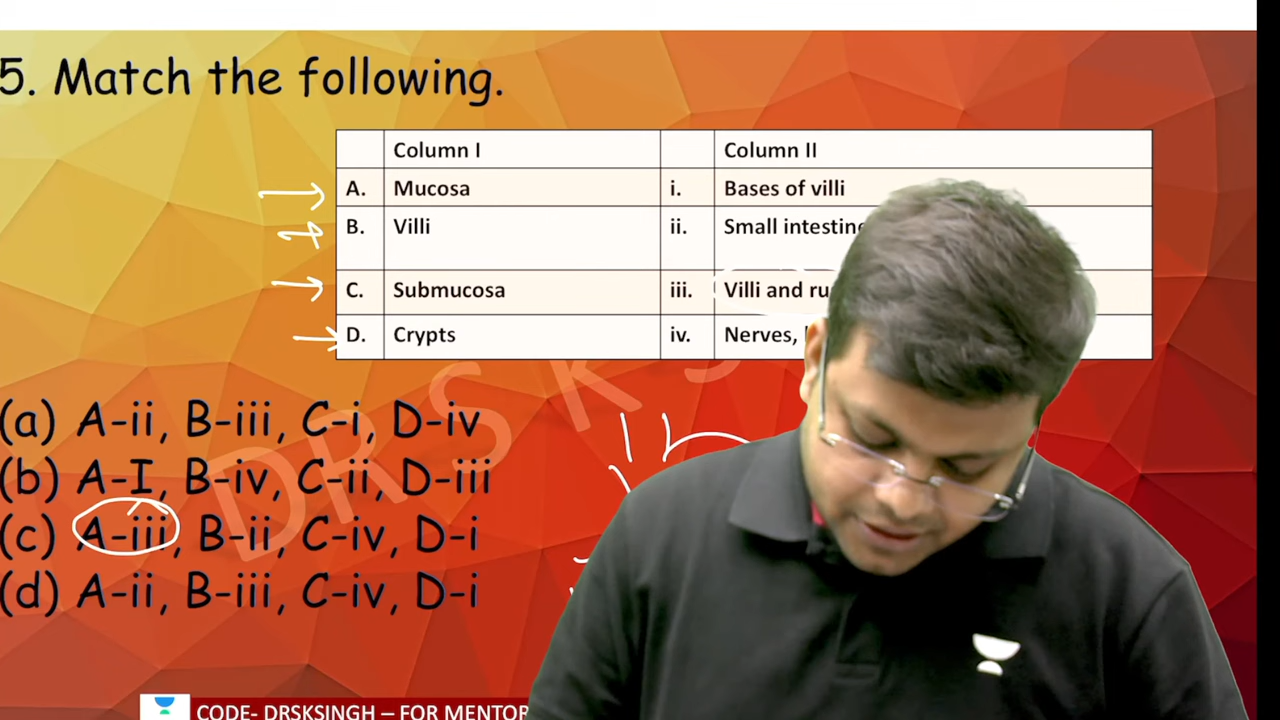 5. Match the following.
Column I Column II
A. Mucosa i. Bases of villi
B. Villi ii. Small intestine
C. Submucosa iii. Villi and
D. Crypts iv. Nerves,
(a) A-ii, B-iii, C-i, D-iv
(b) A-I, B-iv, C-ii, D-iii
(c) A-iii, B-ii, C-iv, D-i
(d) A-ii, B-iii, C-iv, D-i
DRSKS
CODE- DRSKSINGH – FOR MENTOR